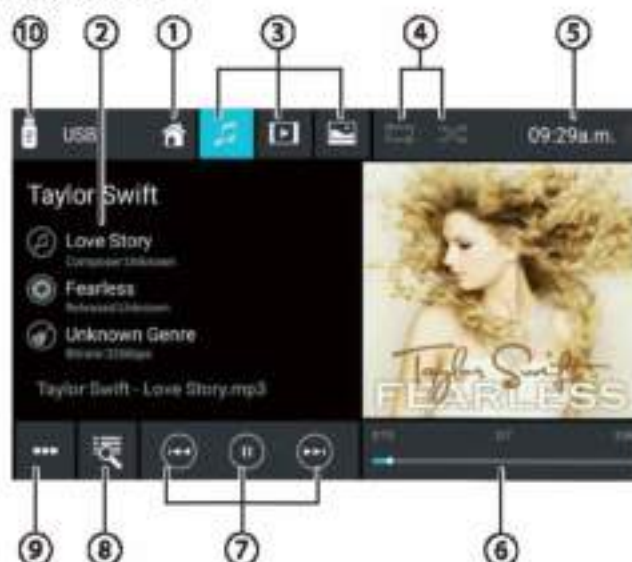 ⑩ ② ① ③ ④ ⑤
USB 09:29a.m.
Taylor Swift
Love Story
Composer:Unknown
Fearless
Released:Unknown
Unknown Genre
Taylor Swift - Love Story.mp3
Taylor Swift
FEARLESS
⑨ ⑧ ⑦ ⑥